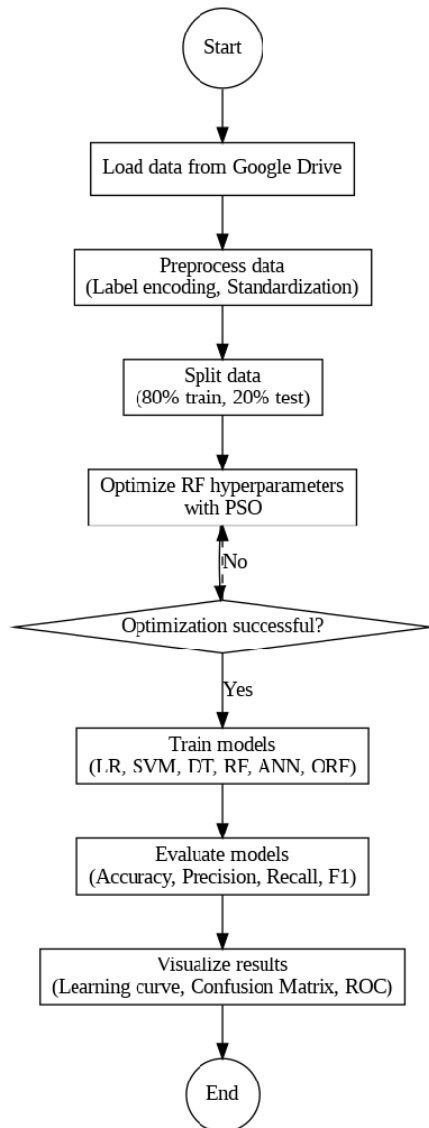 Start
Load data from Google Drive
Preprocess data
(Label encoding, Standardization)
Split data
(80% train, 20% test)
Optimize RF hyperparameters
with PSO
No
Optimization successful?
Yes
Train models
(LR, SVM, DT, RF, ANN, ORF)
Evaluate models
(Accuracy, Precision, Recall, F1)
Visualize results
(Learning curve, Confusion Matrix, ROC)
End